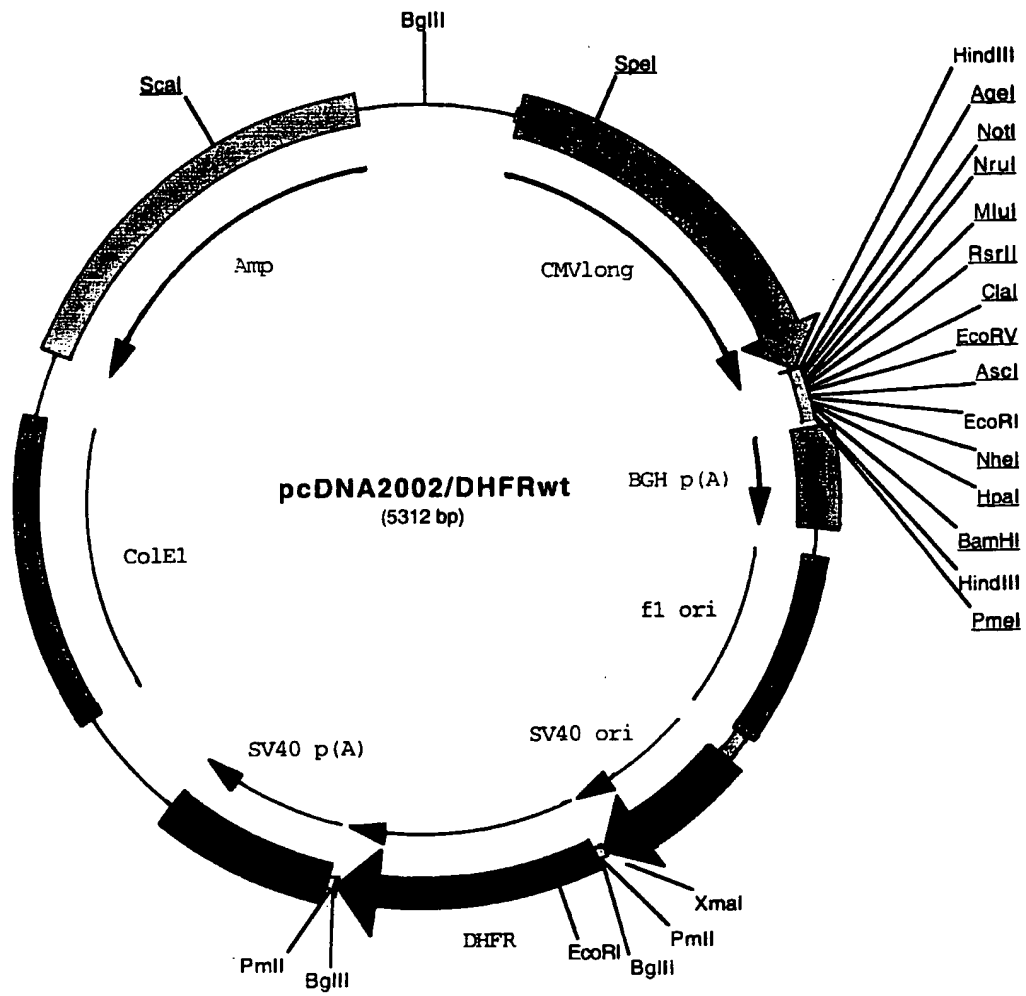 BglII
SpeI
ScaI
HindIII
AgeI
NotI
NruI
MluI
RsrII
ClaI
EcoRV
AscI
EcoRI
NheI
HpaI
BamHI
HindIII
PmeI
Amp
CMVlong
BGH p(A)
pcDNA2002/DHFRwt
(5312 bp)
ColE1
f1 ori
SV40 ori
SV40 p(A)
XmaI
PmlI
BglII
EcoRI
DHFR
PmlI
BglII